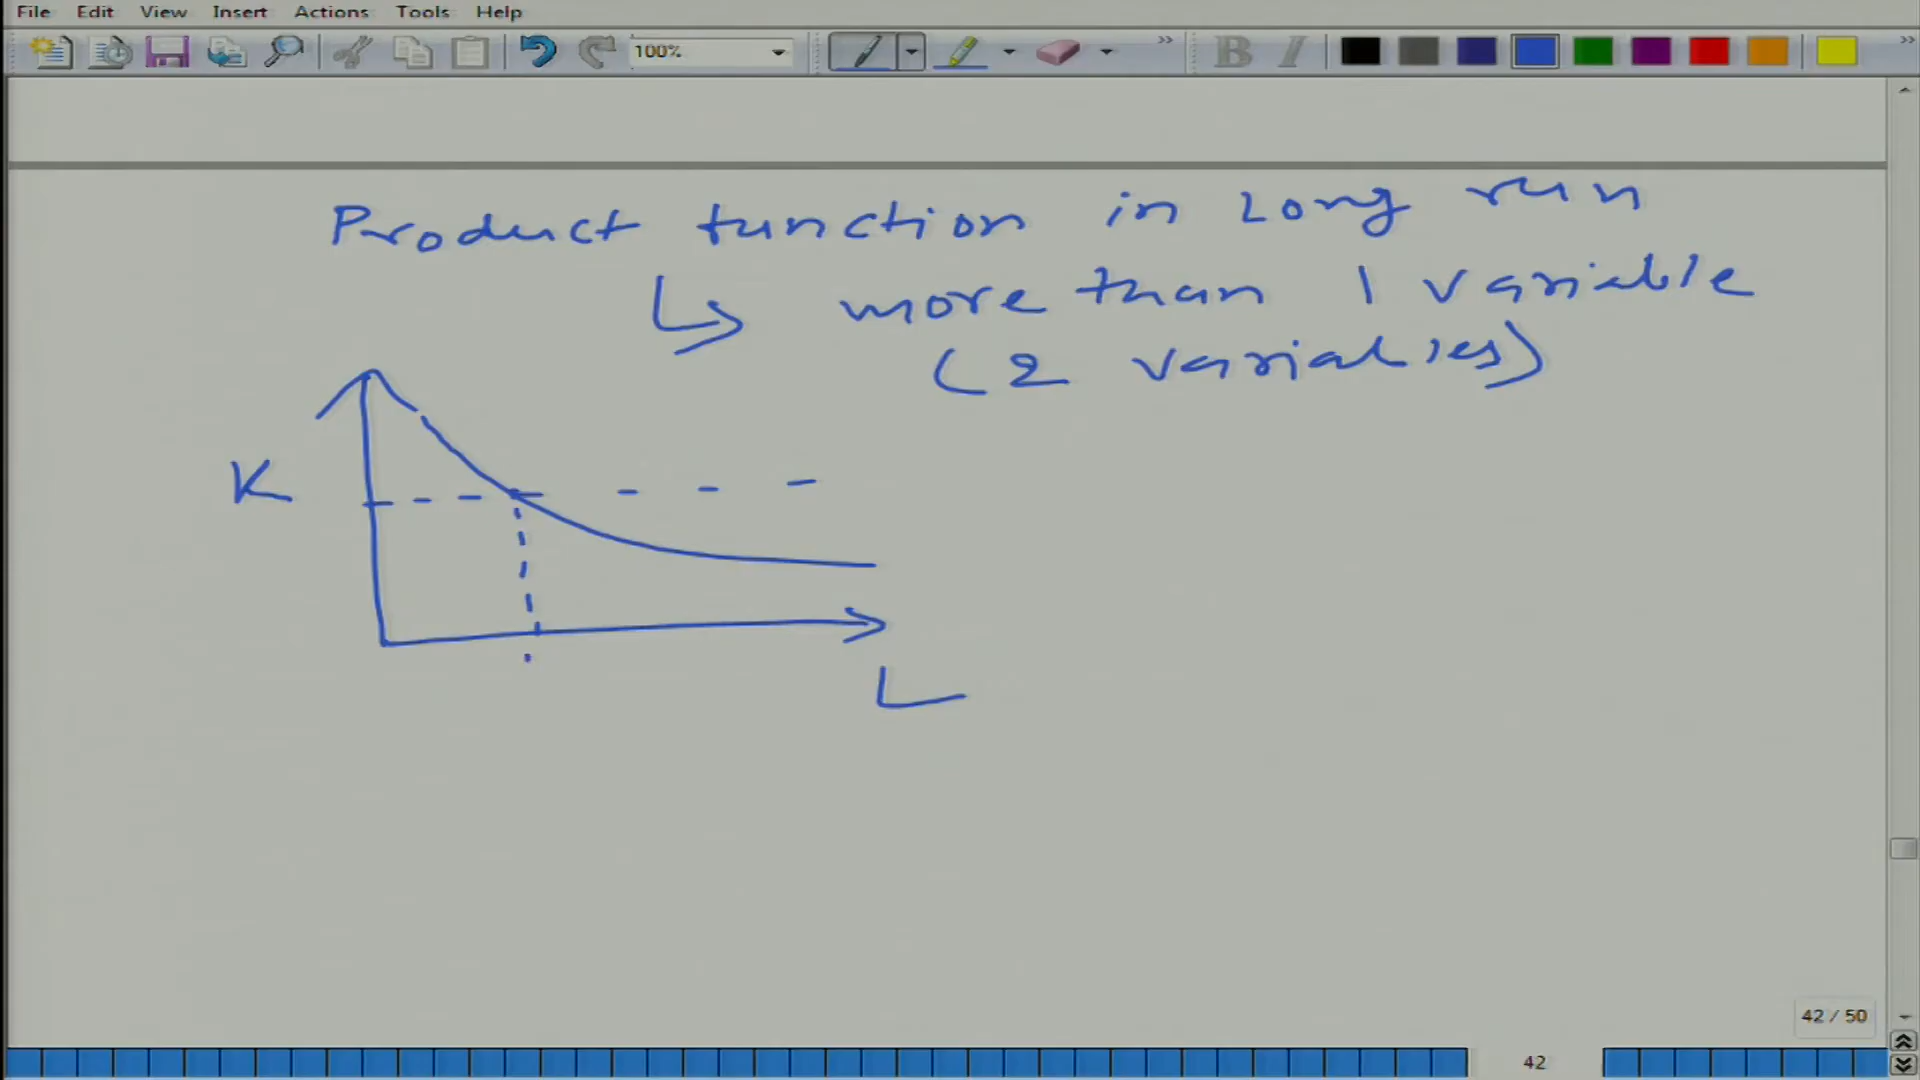 File Edit View Insert Actions Tools Help
100%
B I
Product function in Long run
more than 1 variable
(2 variables)
K
L
42 / 50
42